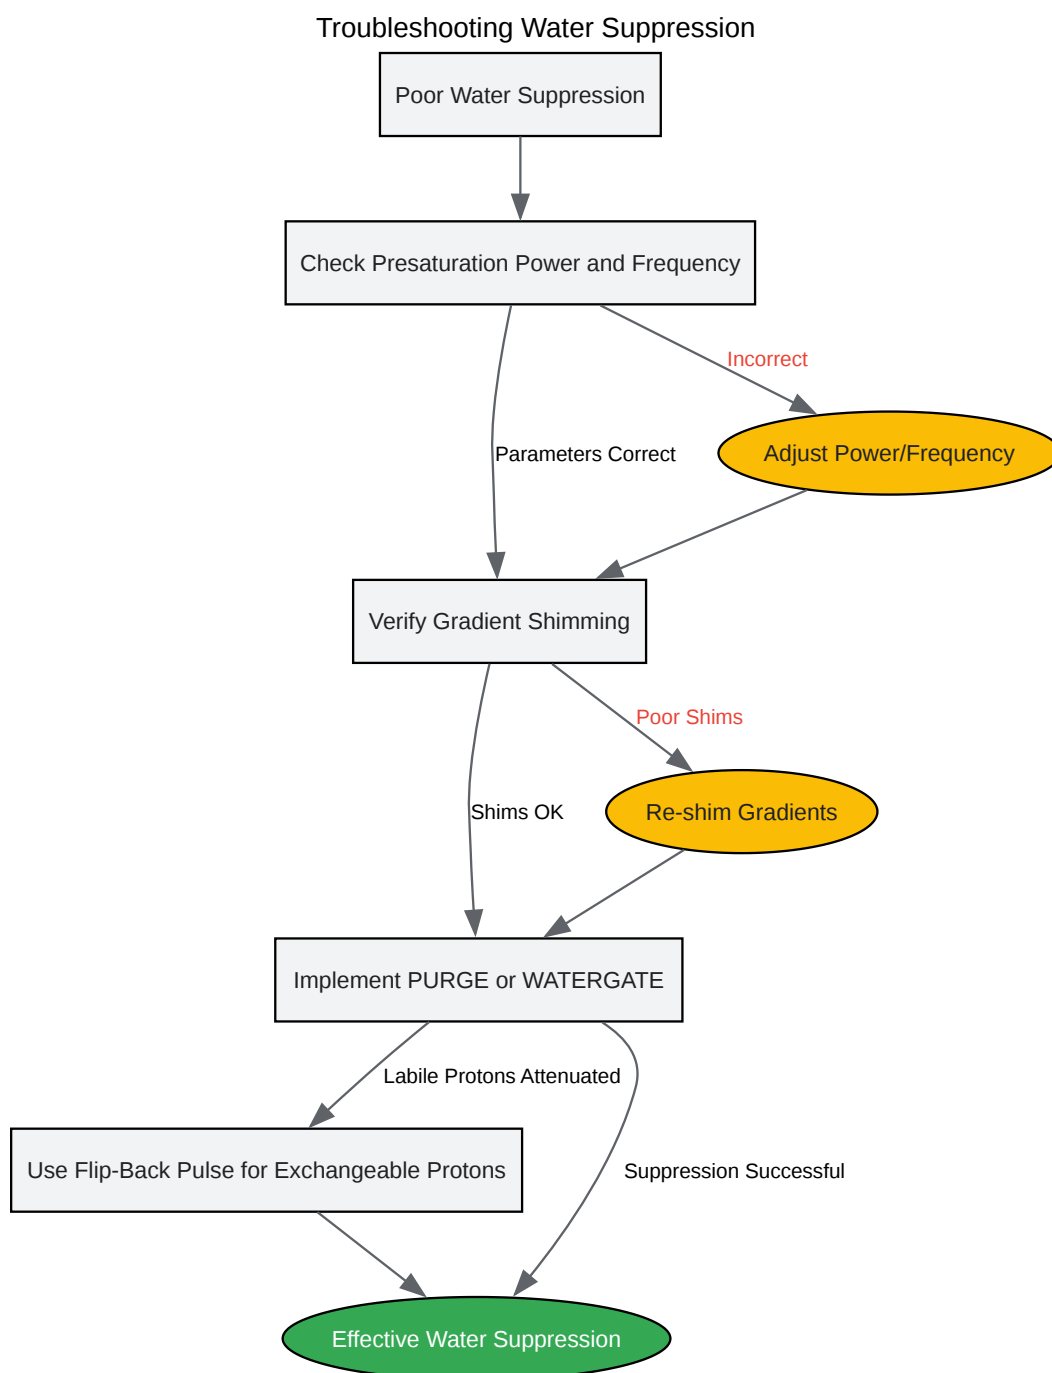 Troubleshooting Water Suppression
Poor Water Suppression
Check Presaturation Power and Frequency
Incorrect
Parameters Correct
Adjust Power/Frequency
Verify Gradient Shimming
Poor Shims
Shims OK
Re-shim Gradients
Implement PURGE or WATERGATE
Labile Protons Attenuated
Use Flip-Back Pulse for Exchangeable Protons
Suppression Successful
Effective Water Suppression